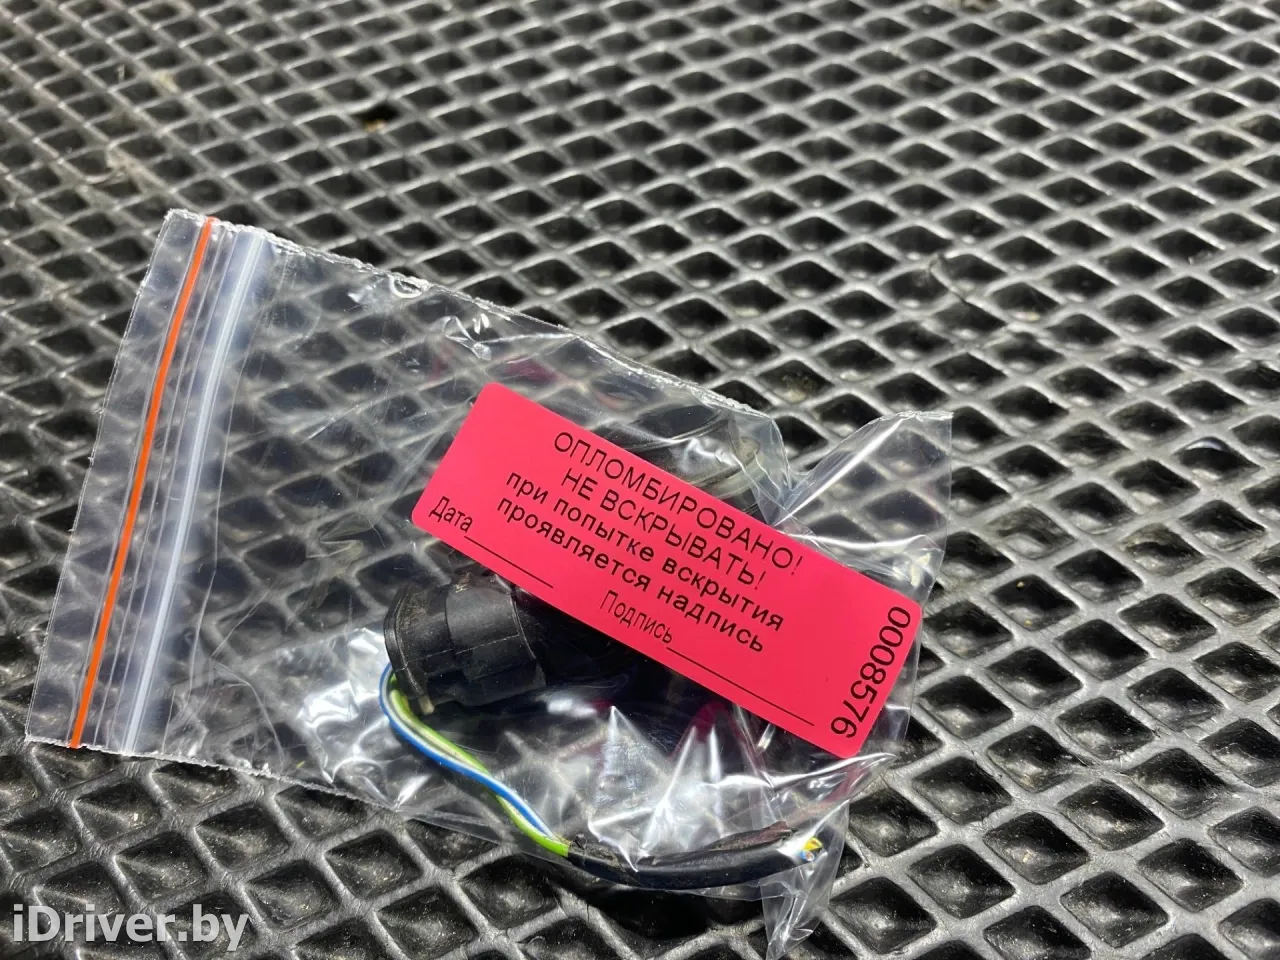 ОПЛОМБИРОВАНО!
НЕ ВСКРЫВАТЬ!
при попытке вскрытия
проявляется надпись
Дата
Подпись
0008576
iDriver.by